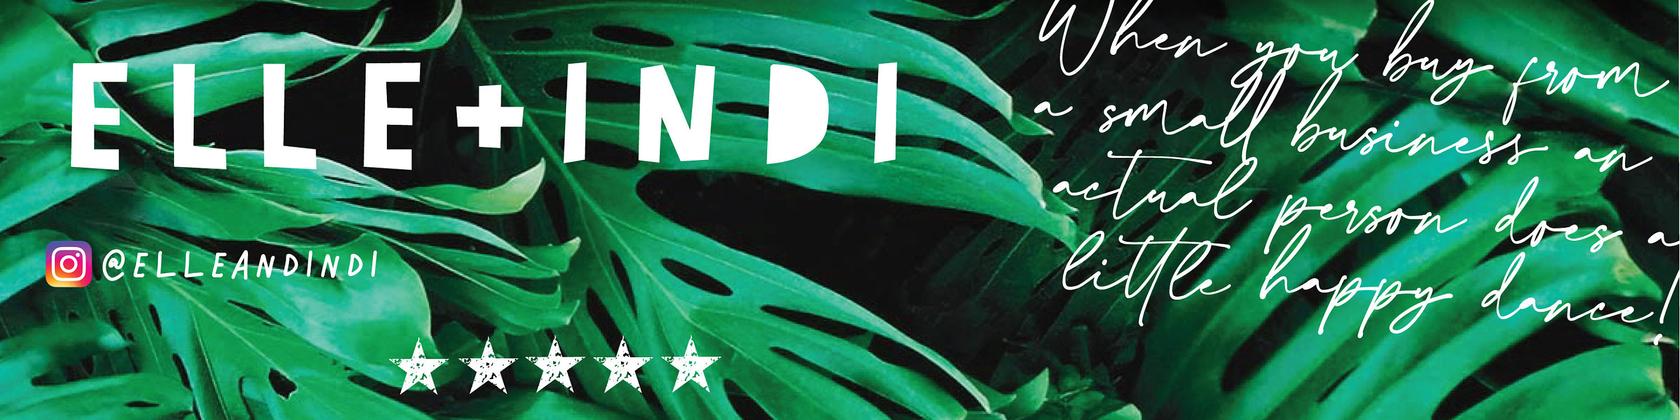 ELLE+INDI
@ELLEANDINDI
When you buy from
a small business an
actual person does a
little happy dance!